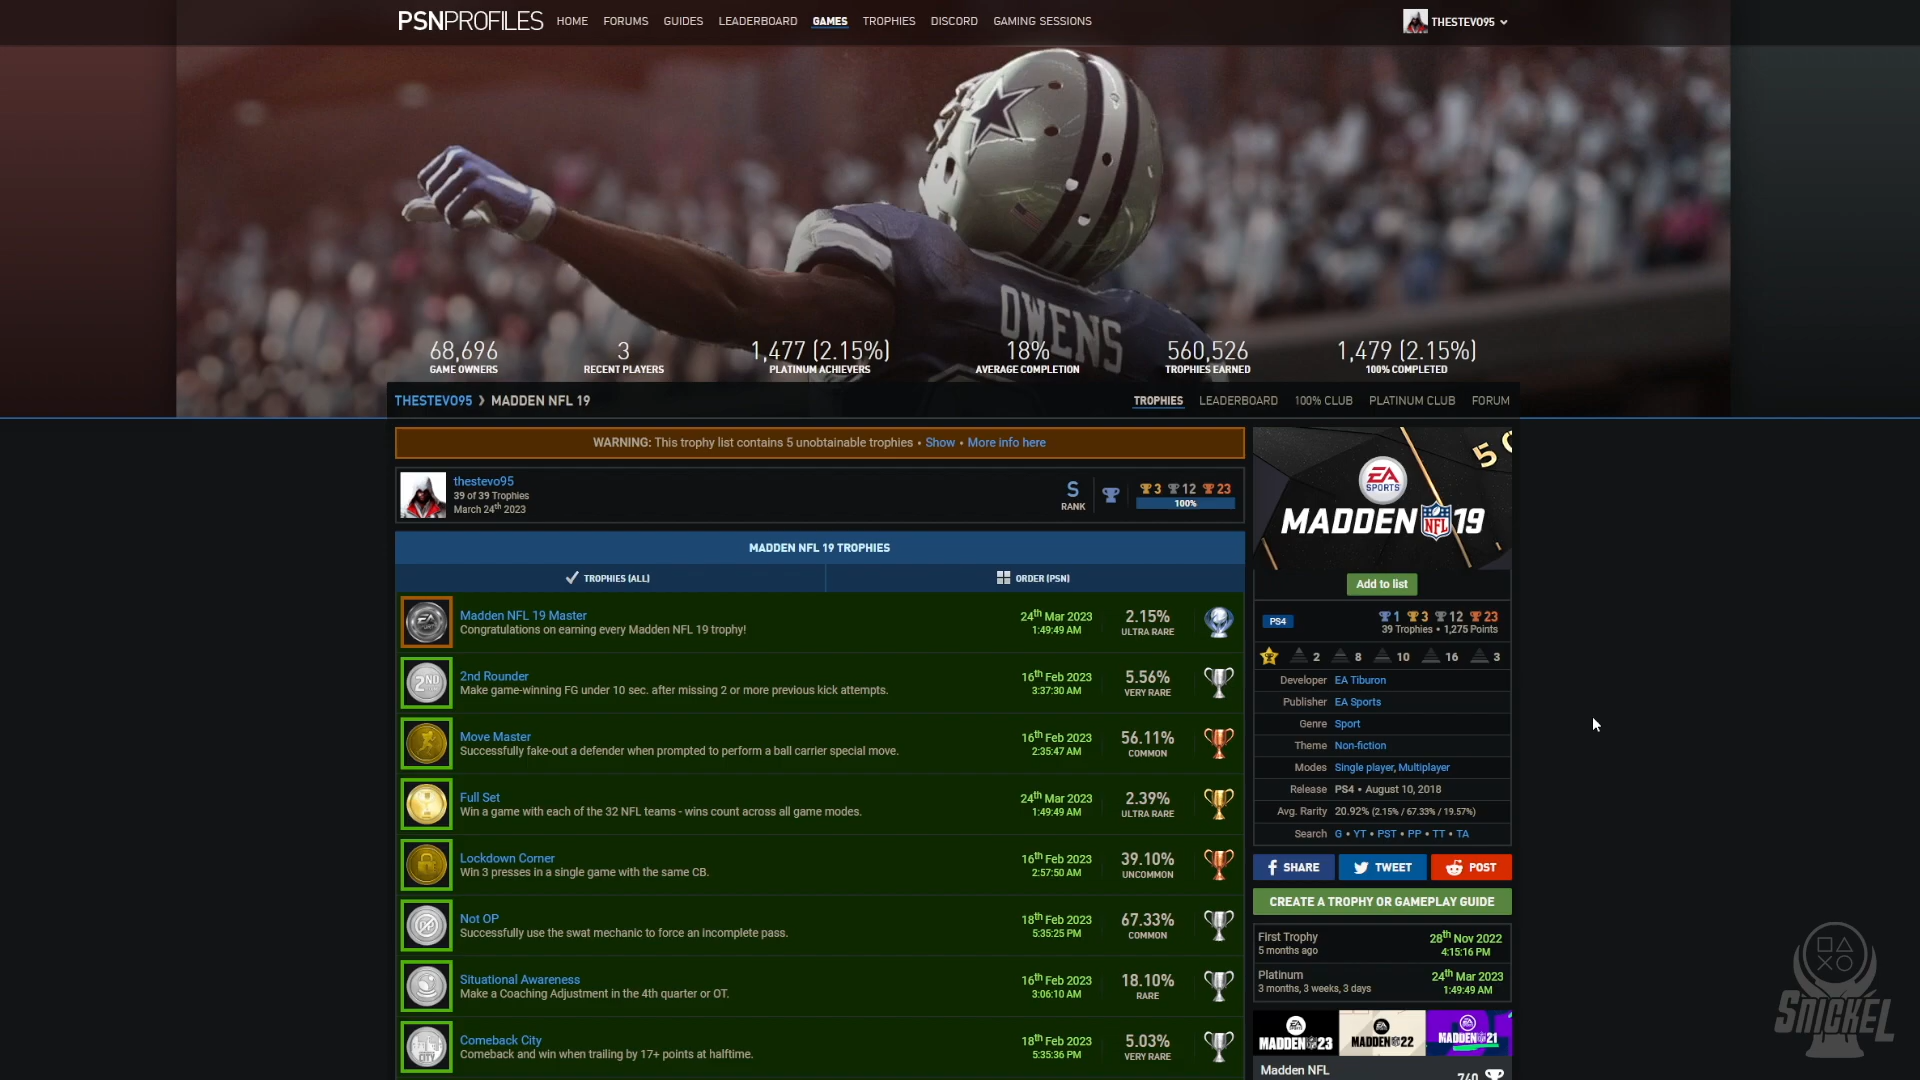 PSNPROFILES HOME FORUMS GUIDES LEADERBOARD GAMES TROPHIES DISCORD GAMING SESSIONS THESTEVO95
OWENS
68,696 3 1,477 (2.15%) 18% 560,526 1,479 (2.15%)
GAME OWNERS RECENT PLAYERS PLATINUM ACHIEVERS AVERAGE COMPLETION TROPHIES EARNED 100% COMPLETED
THESTEVO95 MADDEN NFL 19 TROPHIES LEADERBOARD 100% CLUB PLATINUM CLUB FORUM
WARNING: This trophy list contains 5 unobtainable trophies • Show • More info here
thestevo95
39 of 39 Trophies
March 24th 2023
S
RANK
3 12 23
100%
MADDEN NFL 19 TROPHIES
TROPHIES (ALL) ORDER (PSN)
Madden NFL 19 Master
Congratulations on earning every Madden NFL 19 trophy!
24th Mar 2023
1:49:49 AM
2.15%
ULTRA RARE
2ND
2nd Rounder
Make game-winning FG under 10 sec. after missing 2 or more previous kick attempts.
16th Feb 2023
3:37:30 AM
5.56%
VERY RARE
Move Master
Successfully fake-out a defender when prompted to perform a ball carrier special move.
16th Feb 2023
2:35:47 AM
56.11%
COMMON
Full Set
Win a game with each of the 32 NFL teams - wins count across all game modes.
24th Mar 2023
1:49:49 AM
2.39%
ULTRA RARE
Lockdown Corner
Win 3 presses in a single game with the same CB.
16th Feb 2023
2:57:50 AM
39.10%
UNCOMMON
Not OP
Successfully use the swat mechanic to force an incomplete pass.
18th Feb 2023
5:35:25 PM
67.33%
COMMON
Situational Awareness
Make a Coaching Adjustment in the 4th quarter or OT.
16th Feb 2023
3:06:10 AM
18.10%
RARE
CITY
Comeback City
Comeback and win when trailing by 17+ points at halftime.
18th Feb 2023
5:35:36 PM
5.03%
VERY RARE
EA
SPORTS
MADDEN NFL 19
Add to list
PS4
1 3 12 23
39 Trophies • 1,275 Points
2 8 10 16 3
Developer EA Tiburon
Publisher EA Sports
Genre Sport
Theme Non-fiction
Modes Single player, Multiplayer
Release PS4 • August 10, 2018
Avg. Rarity 20.92% (2.15% / 67.33% / 19.57%)
Search G • YT • PST • PP • TT • TA
SHARE TWEET POST
CREATE A TROPHY OR GAMEPLAY GUIDE
First Trophy 28th Nov 2022
5 months ago 4:15:16 PM
Platinum 24th Mar 2023
3 months, 3 weeks, 3 days 1:49:49 AM
MADDEN 23 MADDEN 22 MADDEN 21
Madden NFL
740
SNICKEL